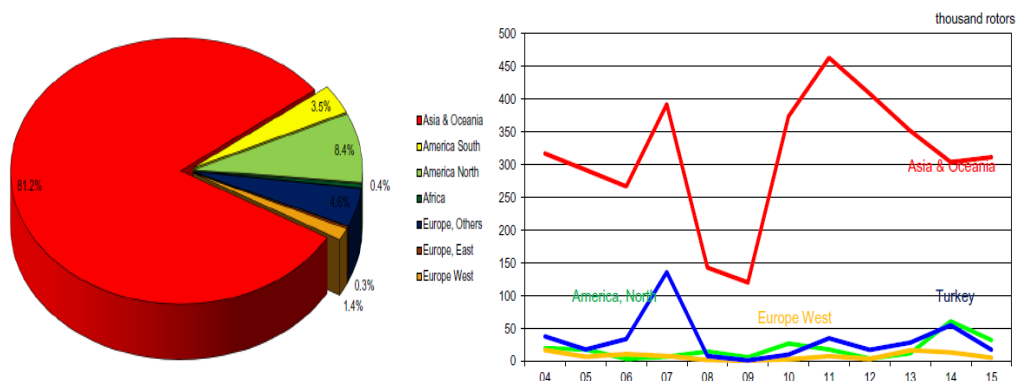 81.2%
3.5%
8.4%
0.4%
4.6%
0.3%
1.4%
Asia & Oceania
America South
America North
Africa
Europe, Others
Europe, East
Europe West
thousand rotors
500
450
400
350
300
250
200
150
100
50
0
Asia & Oceania
America, North
Turkey
Europe West
04 05 06 07 08 09 10 11 12 13 14 15